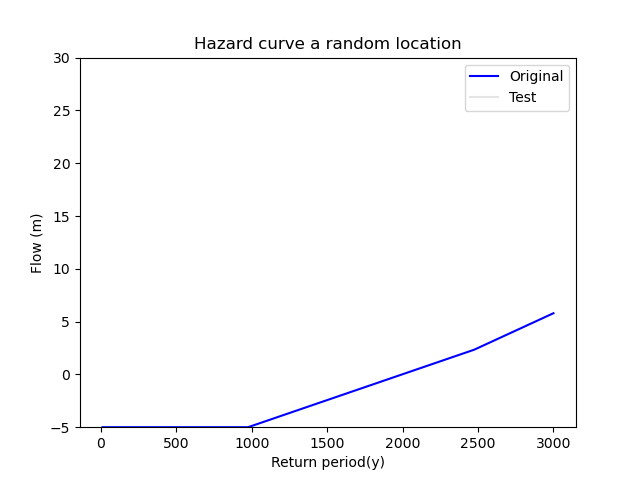 Hazard curve a random location
Original
Test
30
25
20
15
10
5
0
−5
Flow (m)
0 500 1000 1500 2000 2500 3000
Return period(y)